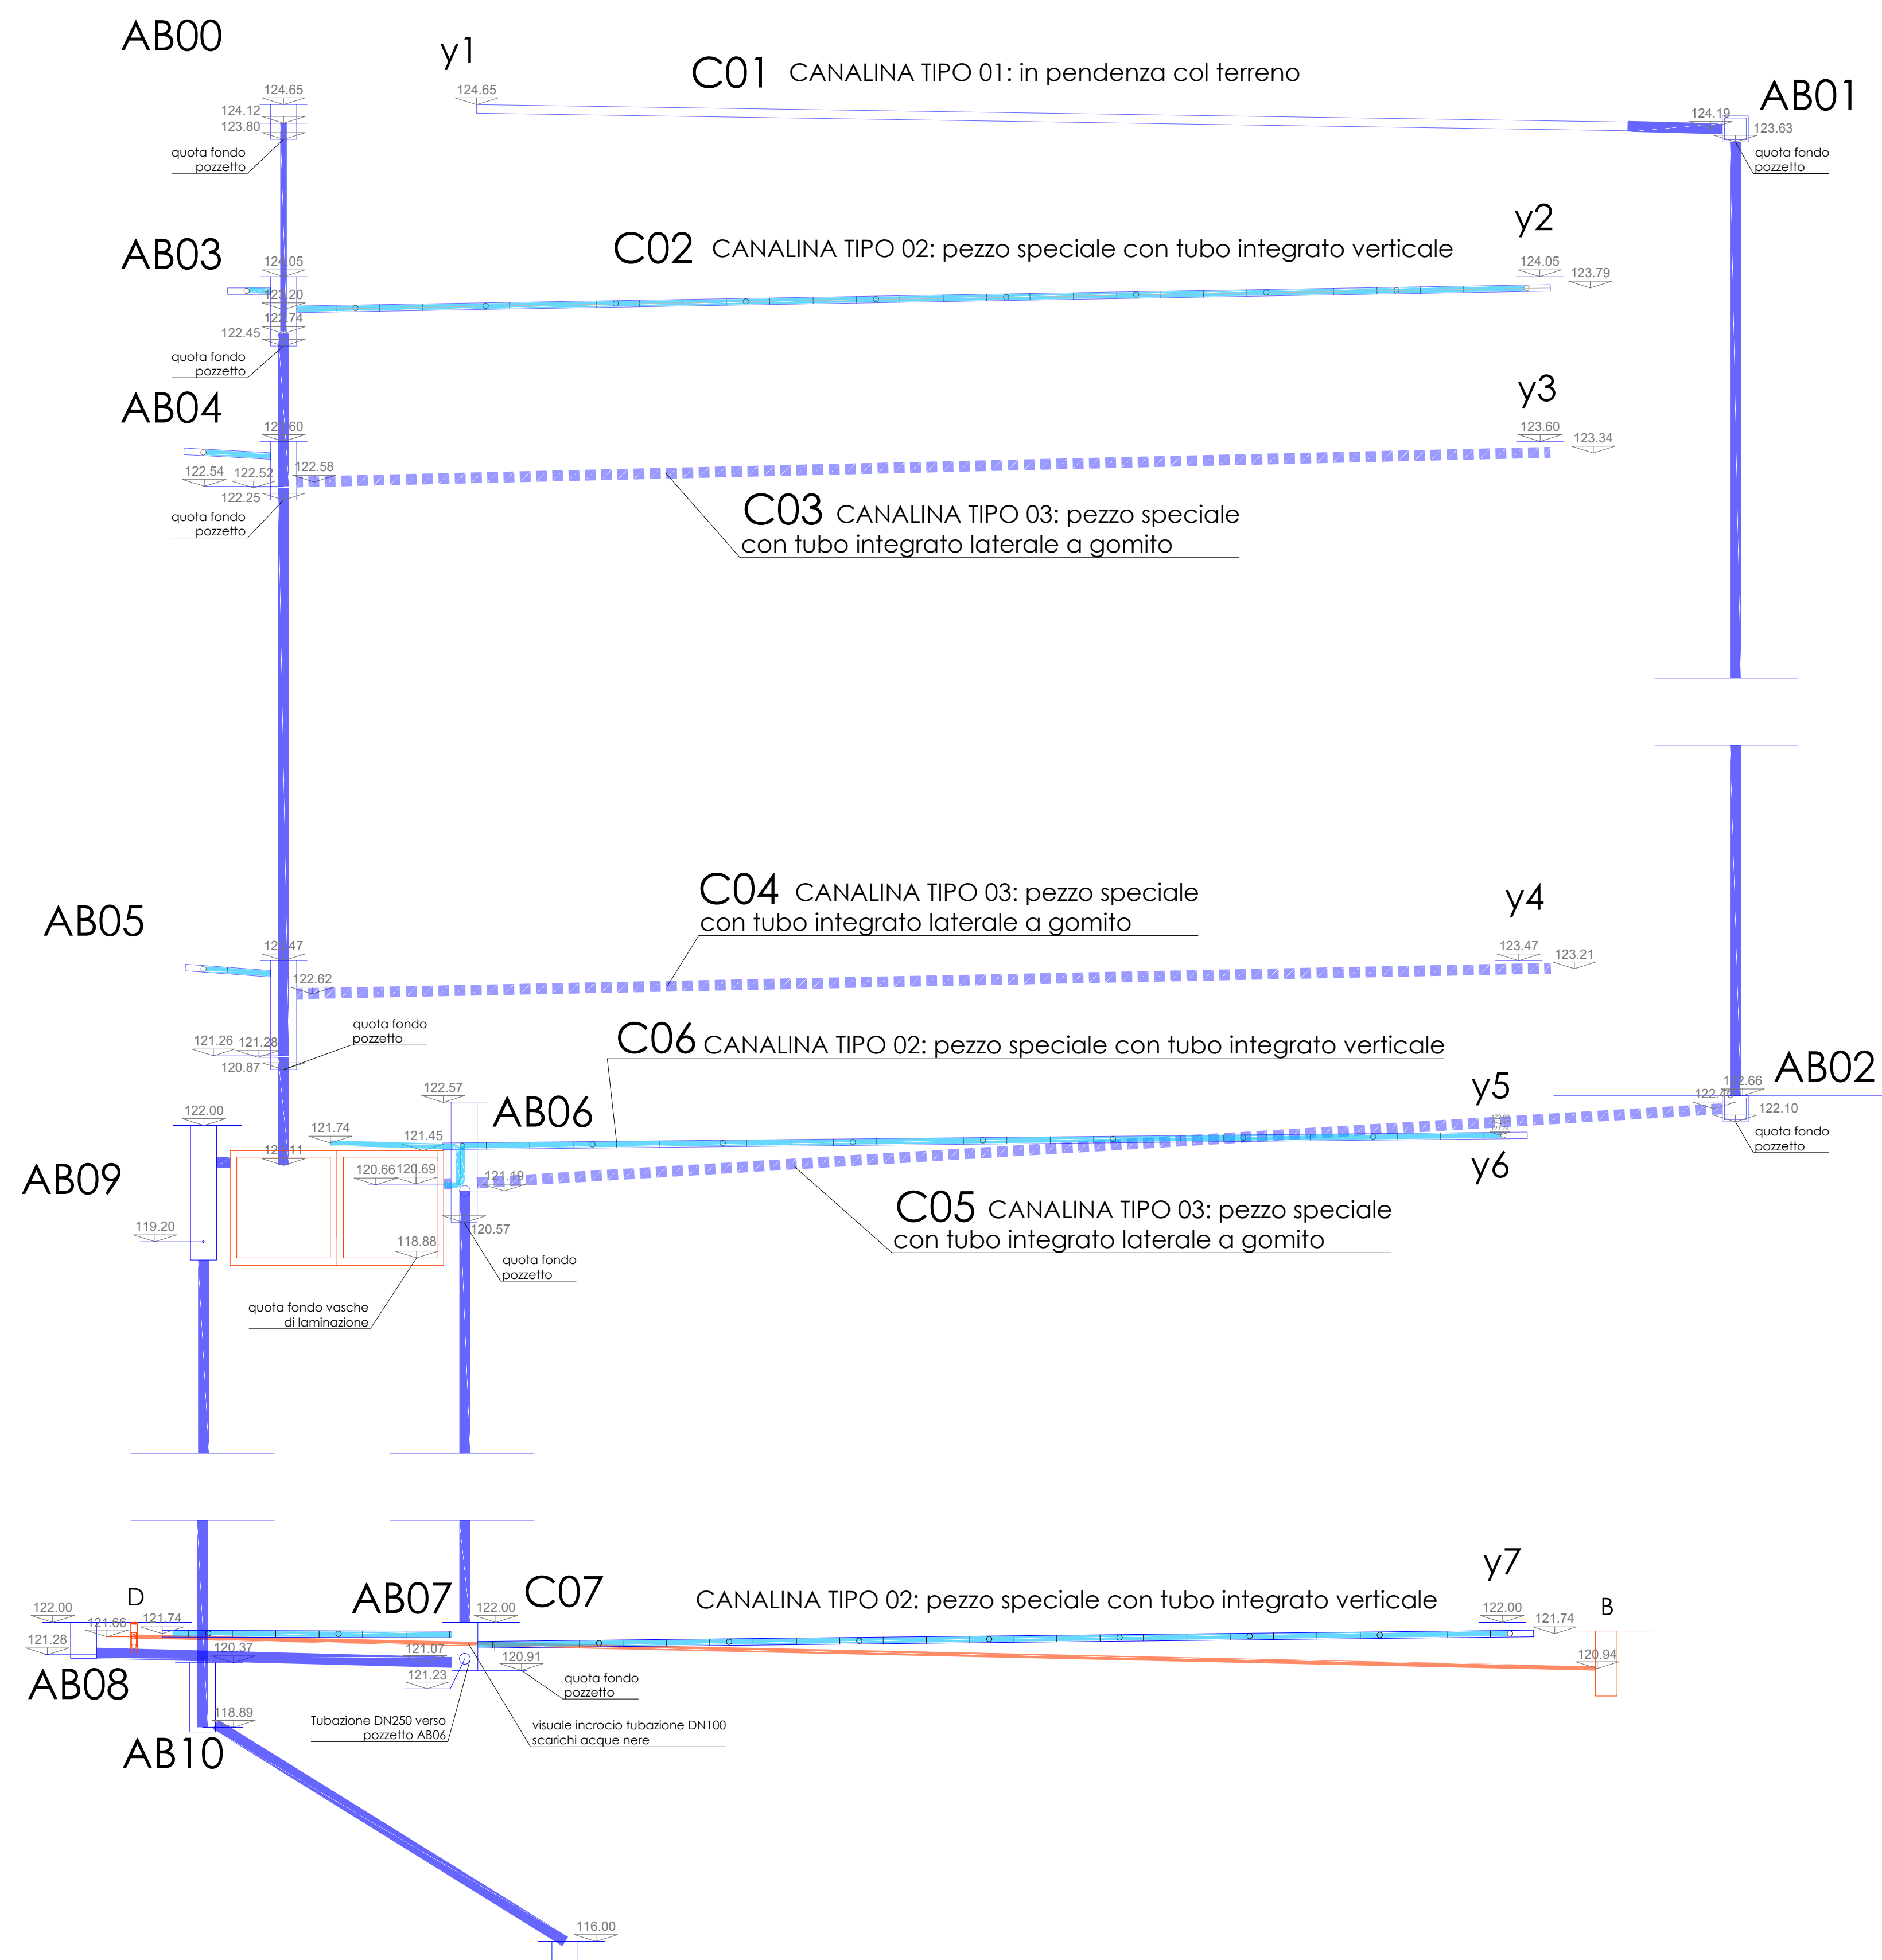 AB00
y1
C01 CANALINA TIPO 01: in pendenza col terreno
AB01
124.65
124.65
124.12
123.80
124.19
123.63
quota fondo
pozzetto
quota fondo
pozzetto
y2
AB03
C02 CANALINA TIPO 02: pezzo speciale con tubo integrato verticale
124.05
124.05
123.79
123.20
122.74
122.45
quota fondo
pozzetto
y3
AB04
123.60
123.34
122.54
122.52
122.58
122.25
quota fondo
pozzetto
C03 CANALINA TIPO 03: pezzo speciale
con tubo integrato laterale a gomito
C04 CANALINA TIPO 03: pezzo speciale
con tubo integrato laterale a gomito
y4
AB05
123.47
123.21
122.62
quota fondo
pozzetto
121.26
121.28
120.87
C06 CANALINA TIPO 02: pezzo speciale con tubo integrato verticale
AB02
122.57
AB06
y5
122.66
122.10
quota fondo
pozzetto
122.00
121.74
121.45
y6
AB09
120.66
120.69
121.19
C05 CANALINA TIPO 03: pezzo speciale
con tubo integrato laterale a gomito
119.20
120.57
118.88
quota fondo
pozzetto
quota fondo vasche
di laminazione
y7
D
AB07
C07
CANALINA TIPO 02: pezzo speciale con tubo integrato verticale
B
122.00
121.66
121.74
122.00
122.00
121.74
121.28
120.37
121.07
120.91
120.94
AB08
121.23
quota fondo
pozzetto
118.89
Tubazione DN250 verso
pozzetto AB06
visuale incrocio tubazione DN100
scarichi acque nere
AB10
116.00